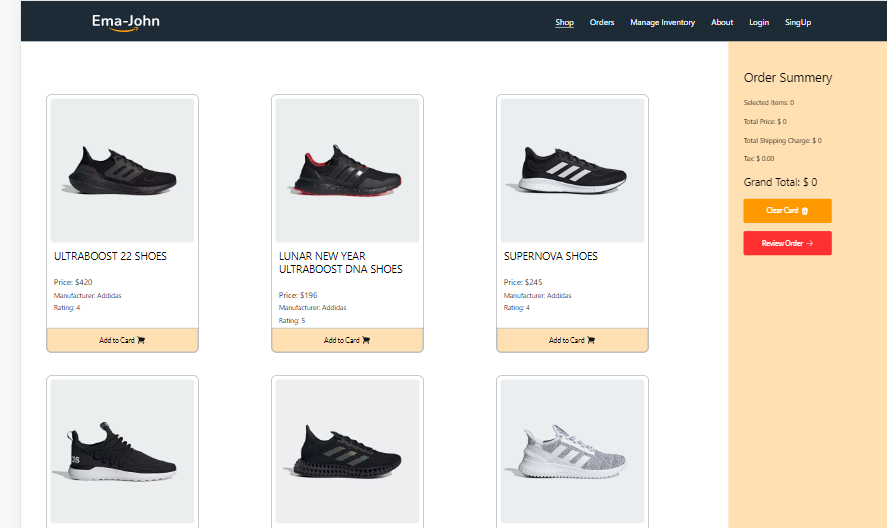 Ema-John
Shop Orders Manage Inventory About Login SingUp
ULTRABOOST 22 SHOES
Price: $420
Manufacturer: Addidas
Rating: 4
Add to Card
LUNAR NEW YEAR
ULTRABOOST DNA SHOES
Price: $196
Manufacturer: Addidas
Rating: 5
Add to Card
SUPERNOVA SHOES
Price: $245
Manufacturer: Addidas
Rating: 4
Add to Card
Order Summery
Selected Items: 0
Total Price: $ 0
Total Shipping Charge: $ 0
Tax: $ 0.00
Grand Total: $ 0
Clear Card
Review Order